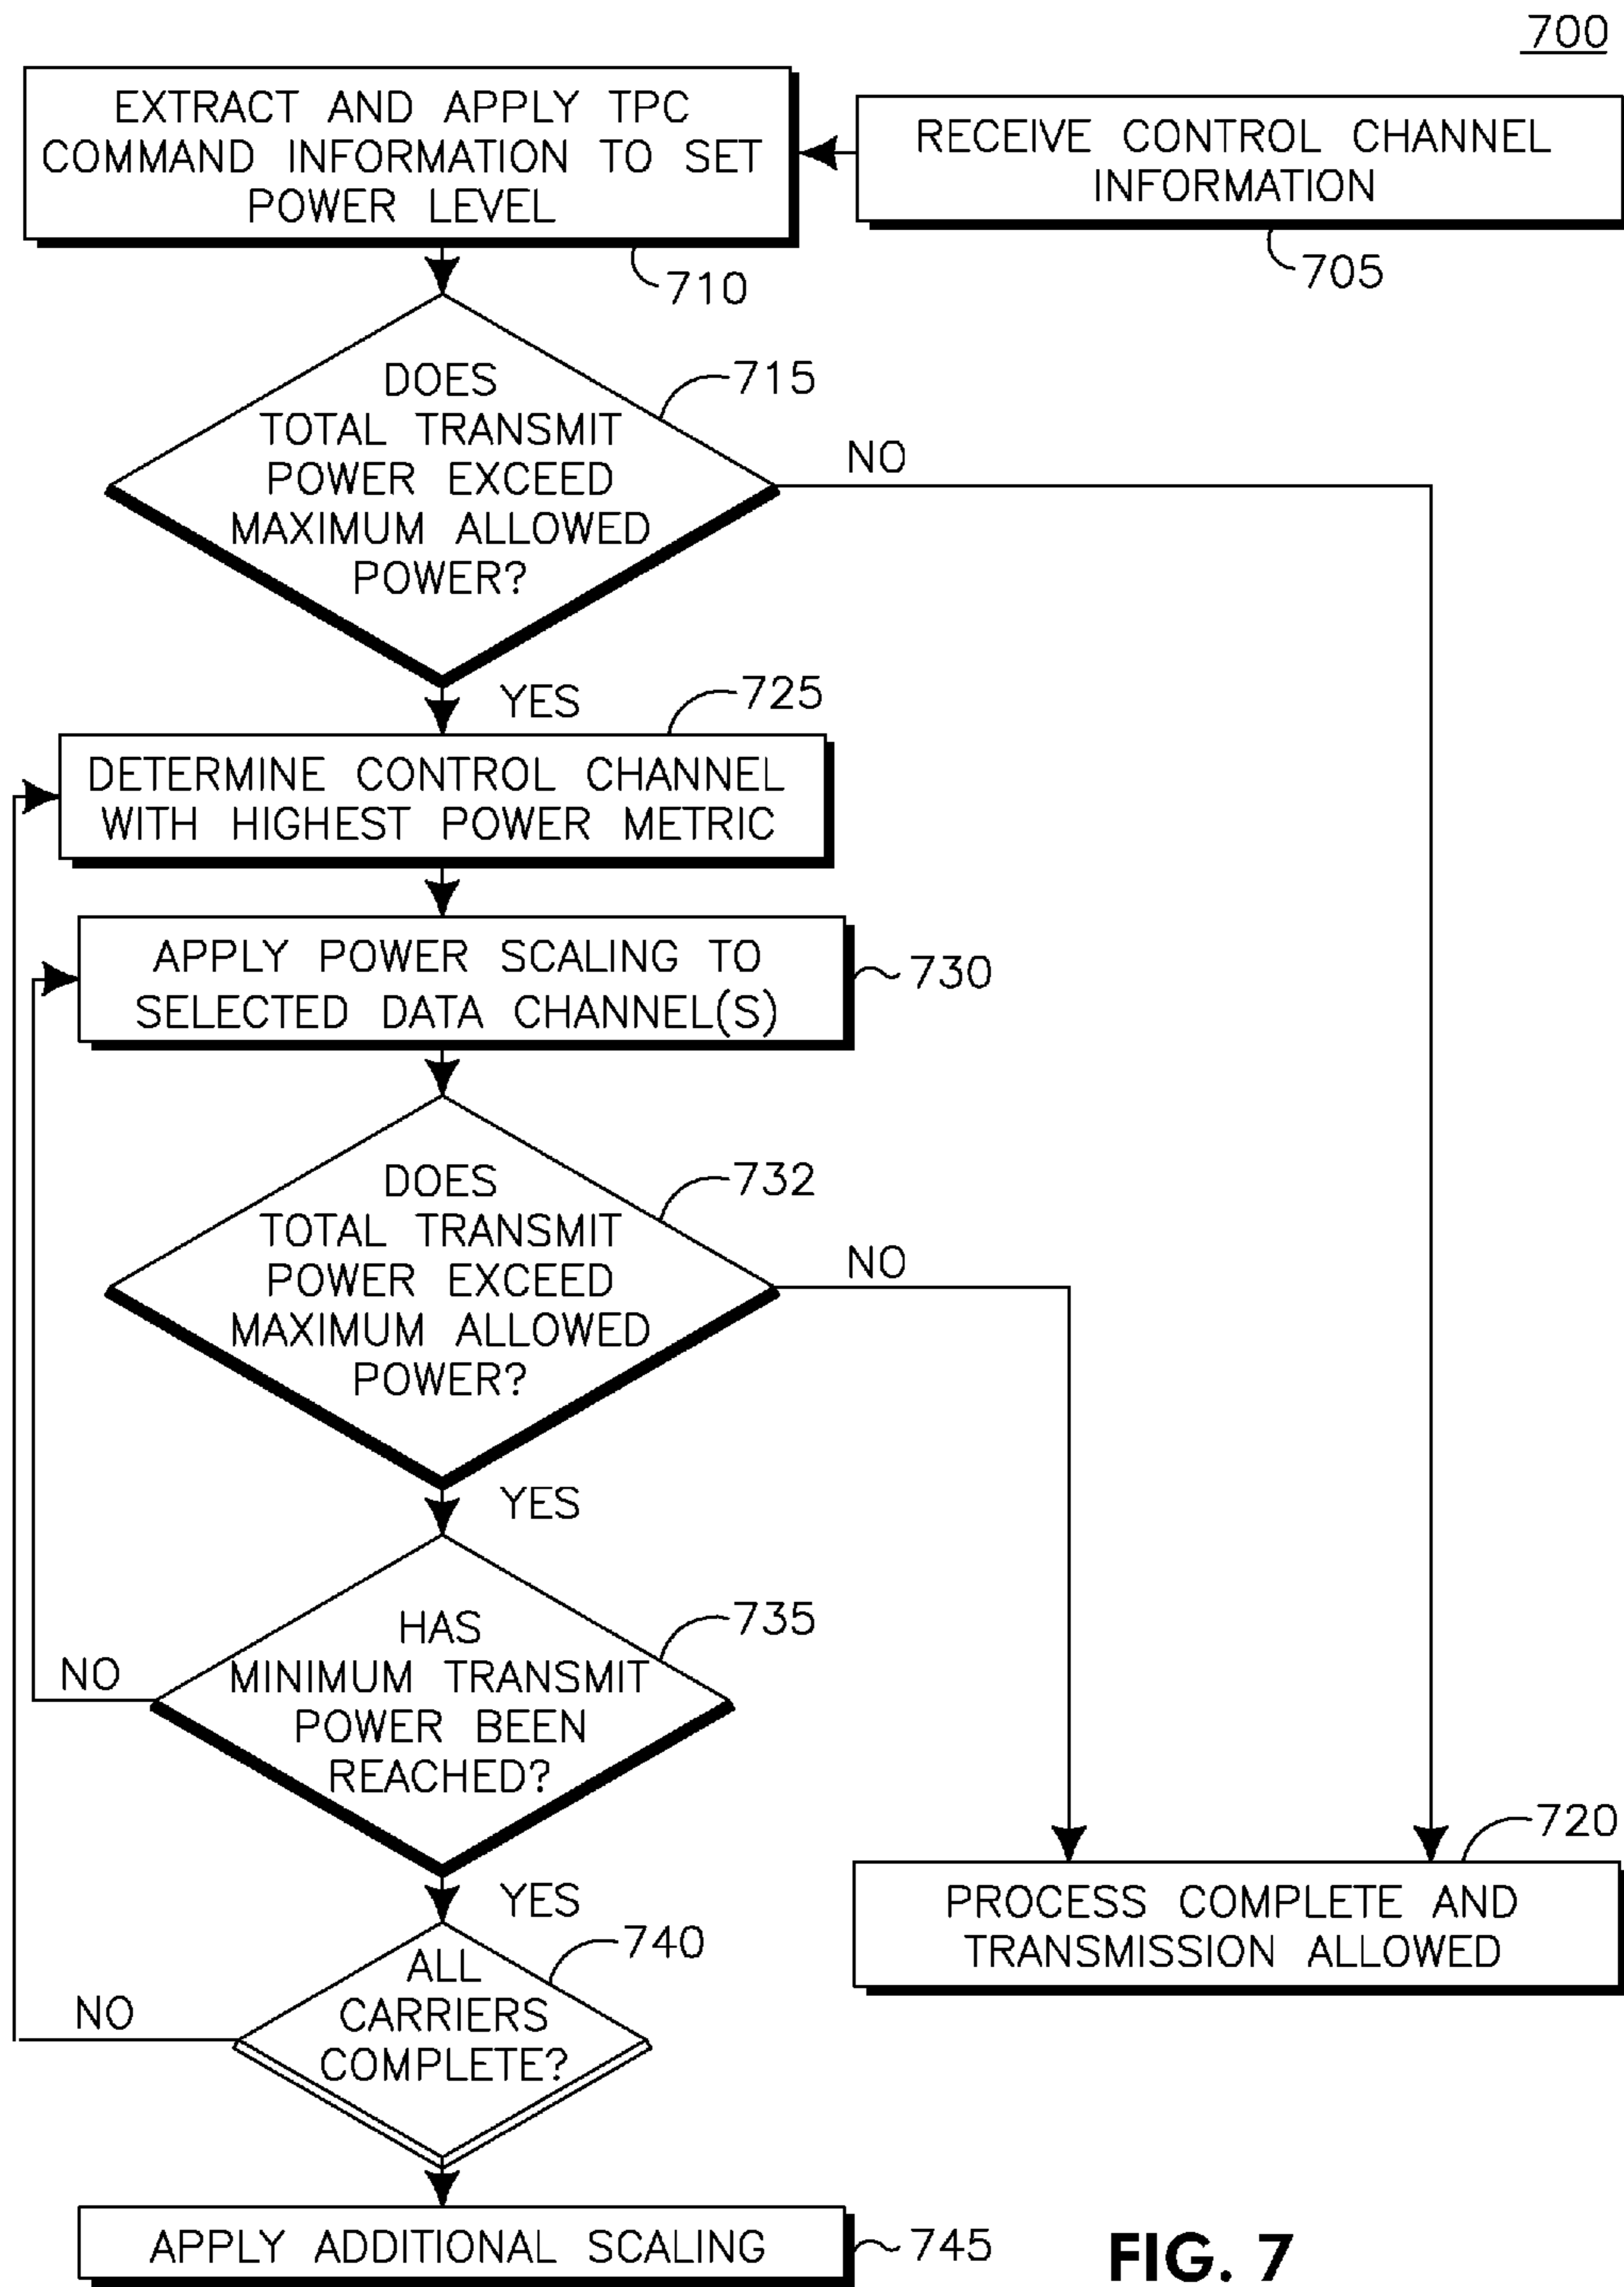 700
EXTRACT AND APPLY TPC
COMMAND INFORMATION TO SET
POWER LEVEL
710
RECEIVE CONTROL CHANNEL
INFORMATION
705
DOES
TOTAL TRANSMIT
POWER EXCEED
MAXIMUM ALLOWED
POWER?
715
NO
YES
725
DETERMINE CONTROL CHANNEL
WITH HIGHEST POWER METRIC
APPLY POWER SCALING TO
SELECTED DATA CHANNEL(S)
730
DOES
TOTAL TRANSMIT
POWER EXCEED
MAXIMUM ALLOWED
POWER?
732
NO
YES
HAS
MINIMUM TRANSMIT
POWER BEEN
REACHED?
735
NO
YES
720
PROCESS COMPLETE AND
TRANSMISSION ALLOWED
ALL
CARRIERS
COMPLETE?
740
NO
APPLY ADDITIONAL SCALING
745
FIG. 7